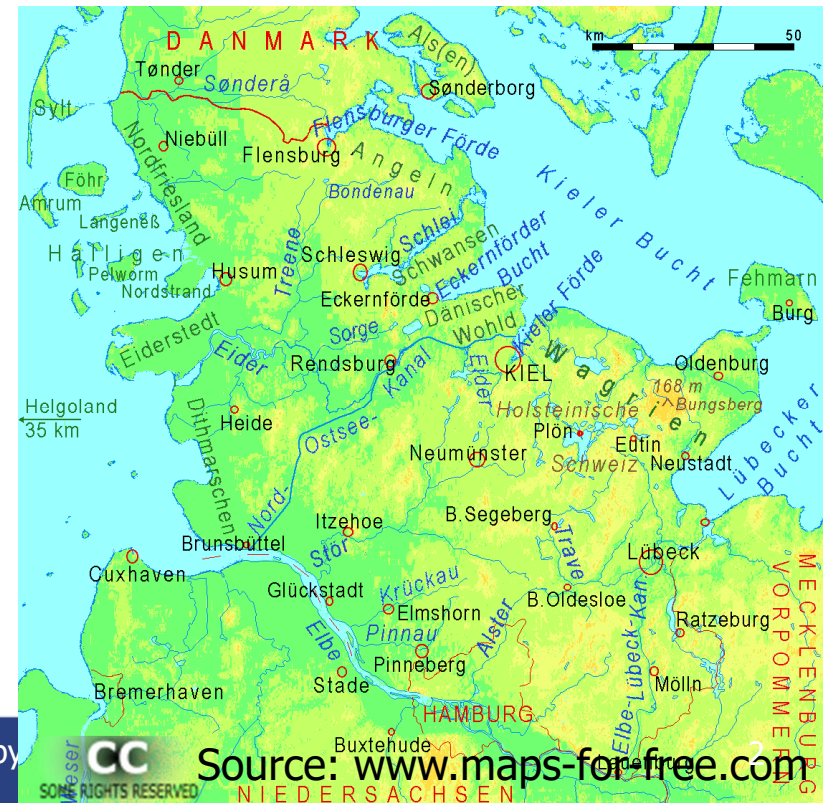 DANMARK
km 50
Als(en)
Tønder
Sønderå
Sønderborg
Sylt
Flensburger Förde
Niebüll
Flensburg
Angeln
Nordfriesland
Föhr
Bondenau
Kieler Bucht
Amrum
Langeneß
Schlei
Halligen
Schleswig
Schwansen
Treene
Pelworm
Husum
Eckernförder
Bucht
Fehmarn
Nordstrand
Eckernförde
Dänischer
Wohld
Kieler Förde
Burg
Eiderstedt
Sorge
Eider
Rendsburg
Eider
KIEL
Wagrien
Oldenburg
168 m
Bungsberg
Helgoland
35 km
Dithmarschen
Heide
Nord-
Ostsee-
Kanal
Holsteinische
Schweiz
Plön
Eutin
Neumünster
Neustadt
Lübecker
Bucht
Itzehoe
B.Segeberg
Brunsbüttel
Stör
Trave
Lübeck
Cuxhaven
Glückstadt
Krückau
Elmshorn
B.Oldesloe
Elbe-Lübeck-Kan.
Ratzeburg
MECKLENBURG
VORPOMMERN
Elbe
Pinnau
Alster
Pinneberg
Stade
Mölln
Bremerhaven
HAMBURG
Buxtehude
Lauenburg
2
by
CC
SOME RIGHTS RESERVED
Weser
Source: www.maps-for-free.com
NIEDERSACHSEN